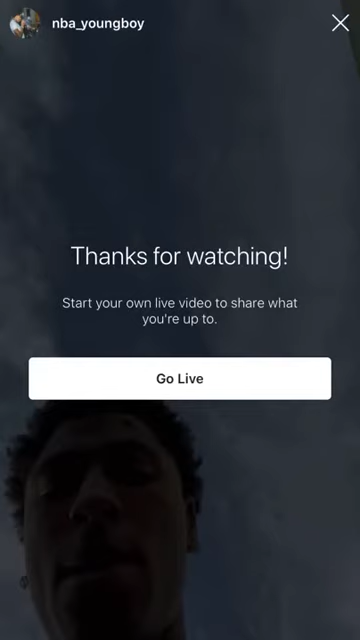 nba_youngboy
Thanks for watching!
Start your own live video to share what
you're up to.
Go Live